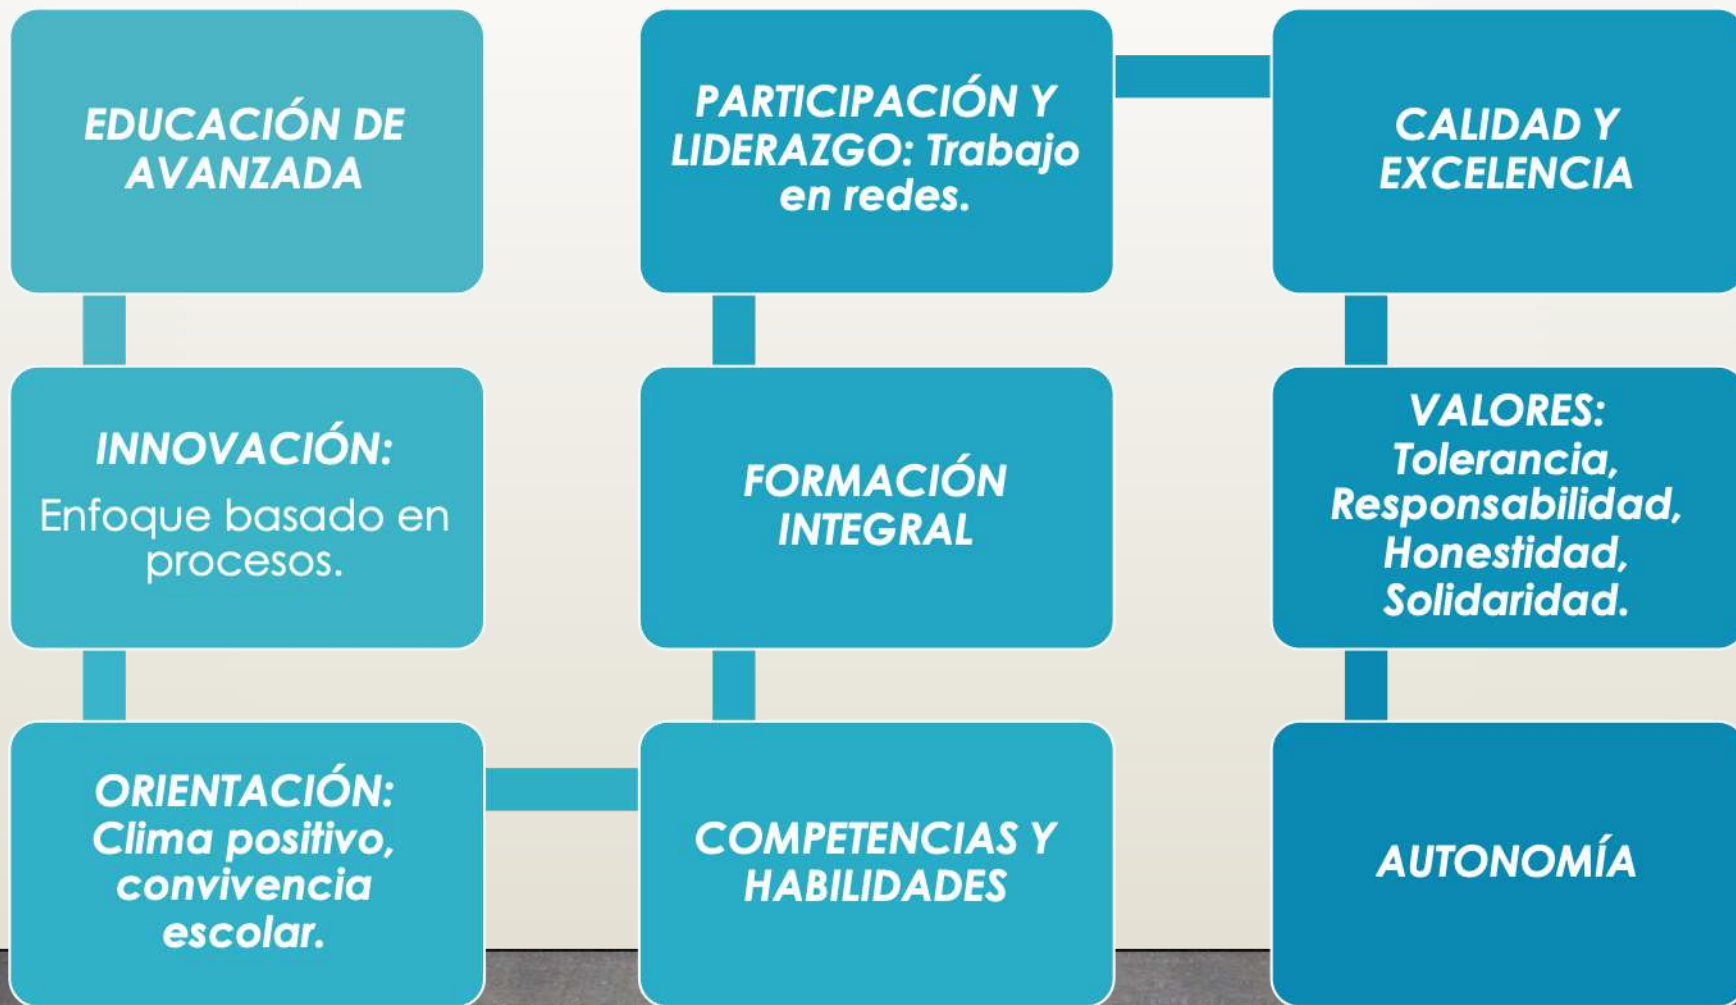 EDUCACIÓN DE
AVANZADA
INNOVACIÓN:
Enfoque basado en
procesos.
ORIENTACIÓN:
Clima positivo,
convivencia
escolar.
COMPETENCIAS Y
HABILIDADES
FORMACIÓN
INTEGRAL
PARTICIPACIÓN Y
LIDERAZGO: Trabajo
en redes.
CALIDAD Y
EXCELENCIA
VALORES:
Tolerancia,
Responsabilidad,
Honestidad,
Solidaridad.
AUTONOMÍA